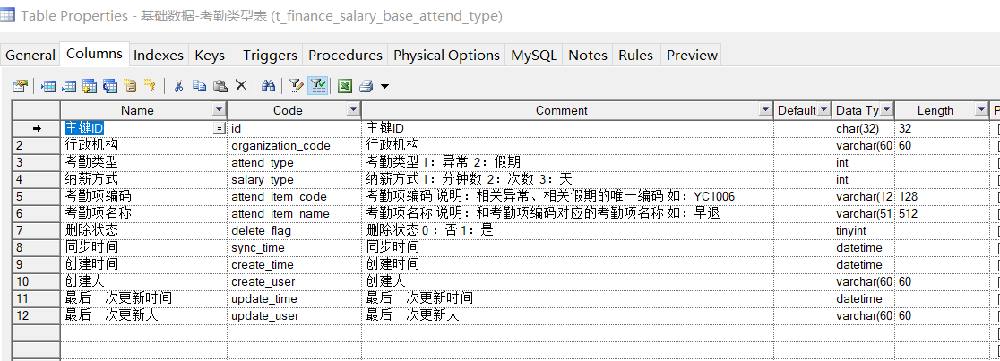 Table Properties - 基础数据-考勤类型表 (t_finance_salary_base_attend_type)
General Columns Indexes Keys Triggers Procedures Physical Options MySQL Notes Rules Preview
Name Code Comment Default Data Ty Length P
主键ID = id 主键ID char(32) 32
2 行政机构 organization_code 行政机构 varchar(60 60
3 考勤类型 attend_type 考勤类型 1：异常 2：假期 int
4 纳薪方式 salary_type 纳薪方式 1：分钟数 2：次数 3：天 int
5 考勤项编码 attend_item_code 考勤项编码 说明：相关异常、相关假期的唯一编码 如：YC1006 varchar(12 128
6 考勤项名称 attend_item_name 考勤项名称 说明：和考勤项编码对应的考勤项名称 如：早退 varchar(51 512
7 删除状态 delete_flag 删除状态 0 ：否 1：是 tinyint
8 同步时间 sync_time 同步时间 datetime
9 创建时间 create_time 创建时间 datetime
10 创建人 create_user 创建人 varchar(60 60
11 最后一次更新时间 update_time 最后一次更新时间 datetime
12 最后一次更新人 update_user 最后一次更新人 varchar(60 60